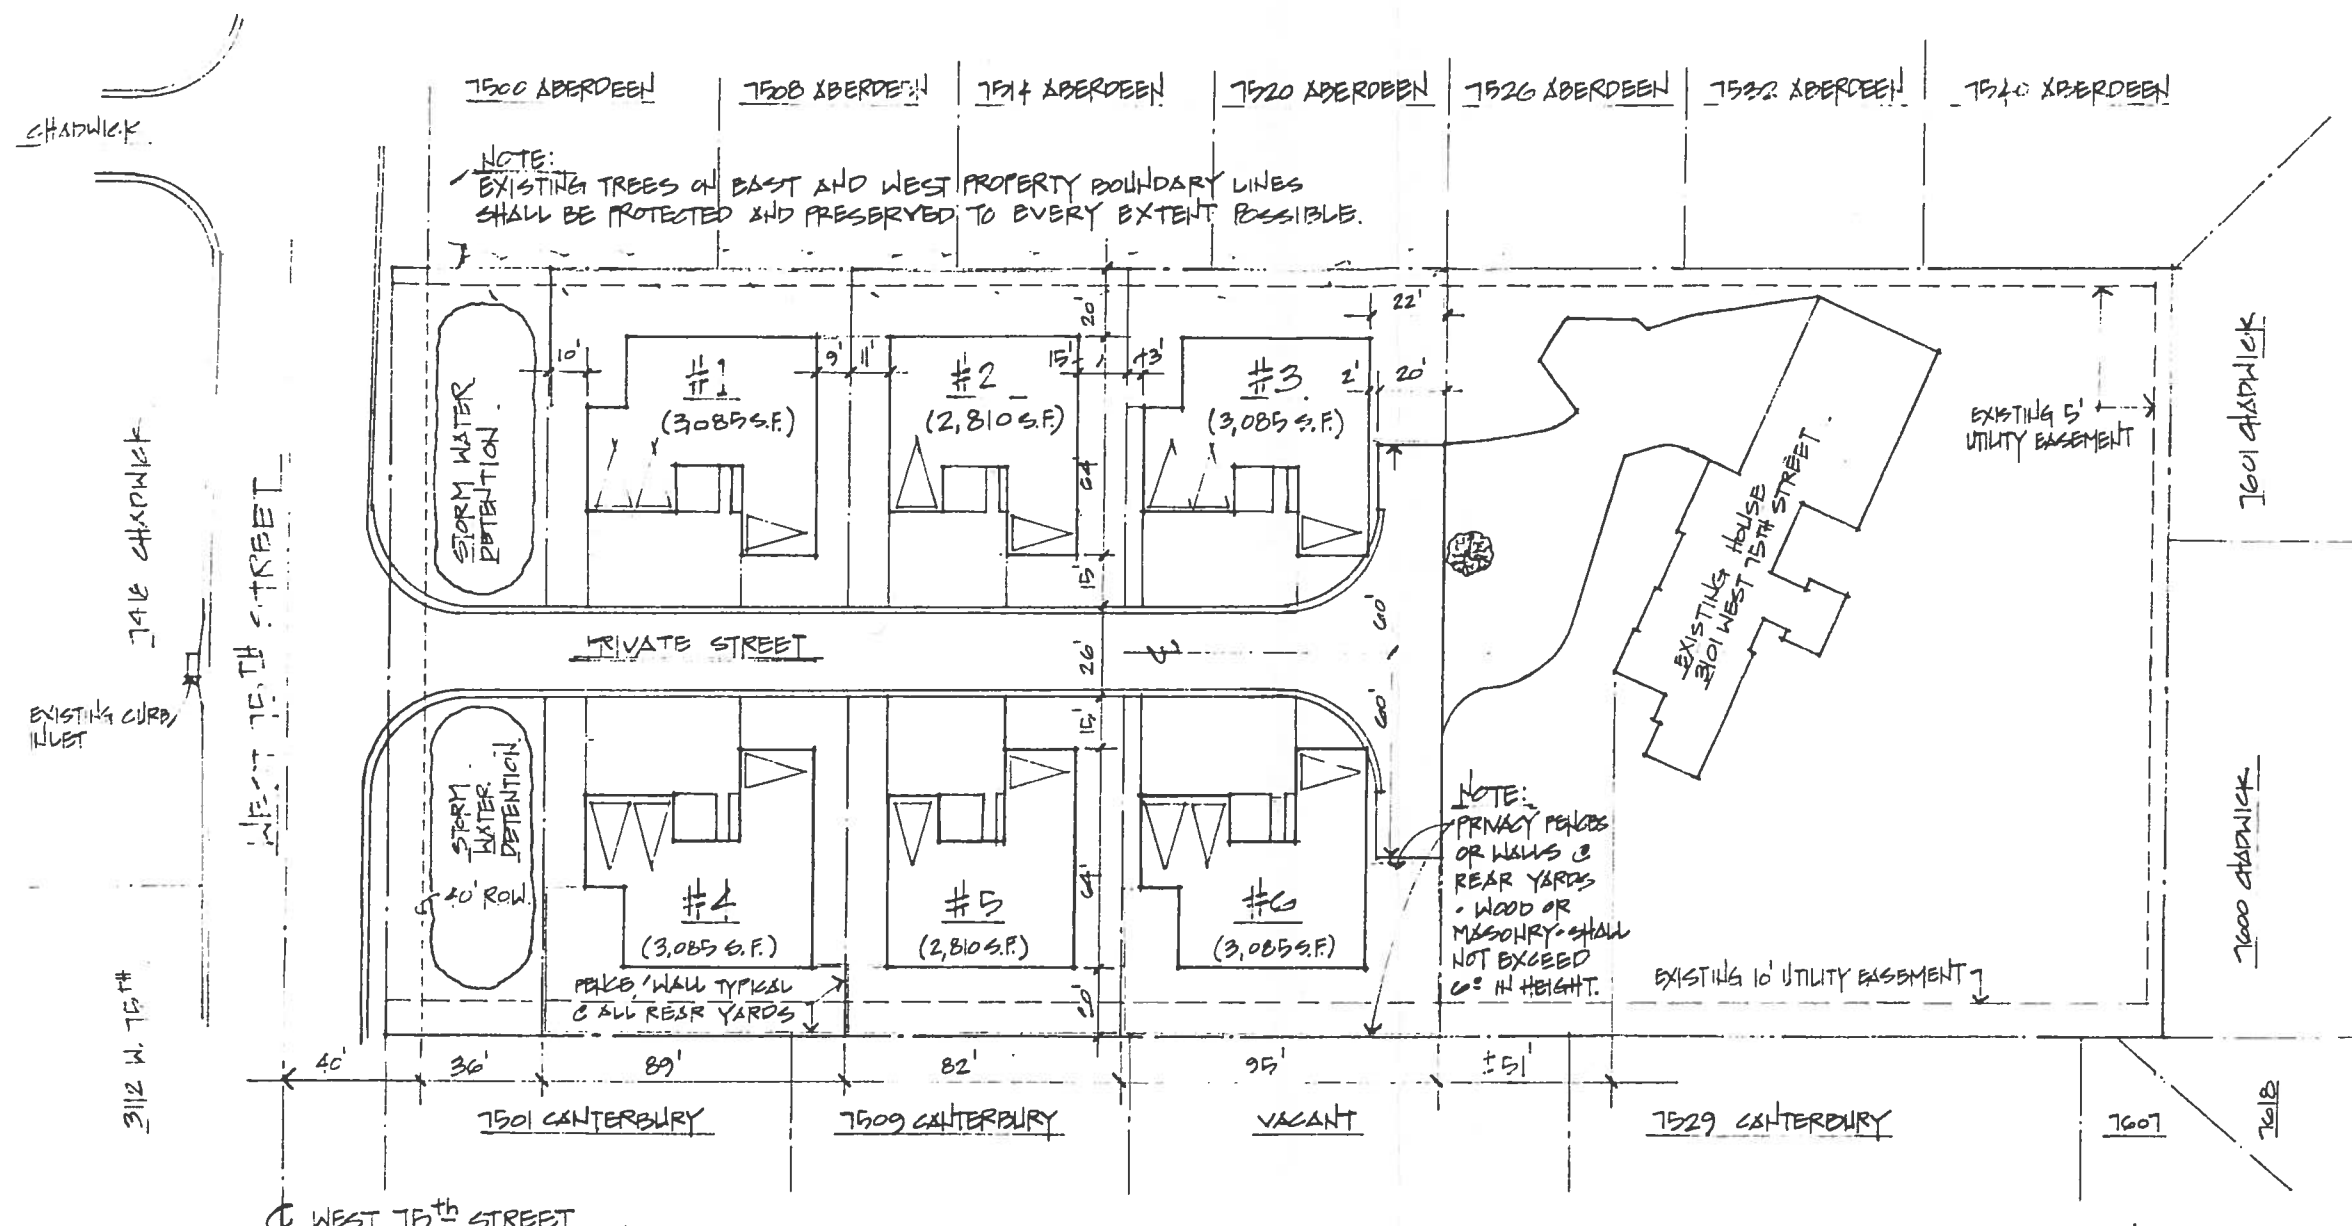 7500 ABERDEEN
7508 ABERDEEN
7514 ABERDEEN
7520 ABERDEEN
7526 ABERDEEN
7532 ABERDEEN
7540 ABERDEEN
CHADWICK
NOTE:
EXISTING TREES ON EAST AND WEST PROPERTY BOUNDARY LINES
SHALL BE PROTECTED AND PRESERVED TO EVERY EXTENT POSSIBLE.
22'
20'
10'
9'
11'
15'
13'
2'
20'
#1
(3,085 S.F.)
#2
(2,810 S.F.)
#3
(3,085 S.F.)
STORM WATER
DETENTION
64
15'
EXISTING 5'
UTILITY EASEMENT
7601 CHADWICK
EXISTING HOUSE
3101 WEST 75TH STREET
7416 CHADWICK
WEST 75TH STREET
PRIVATE STREET
26'
60'
60'
EXISTING CURB
INLET
STORM
WATER
DETENTION
40' R.O.W.
15'
64'
20'
#4
(3,085 S.F.)
#5
(2,810 S.F.)
#6
(3,085 S.F.)
NOTE:
PRIVACY FENCES
OR WALLS @
REAR YARDS
• WOOD OR
MASONRY • SHALL
NOT EXCEED
6° IN HEIGHT.
FENCE/WALL TYPICAL
@ ALL REAR YARDS
EXISTING 10' UTILITY EASEMENT
7600 CHADWICK
3112 W. 75TH
40'
36'
89'
82'
95'
±51'
7501 CANTERBURY
7509 CANTERBURY
VACANT
7529 CANTERBURY
7607
7618
℄ WEST 75th STREET